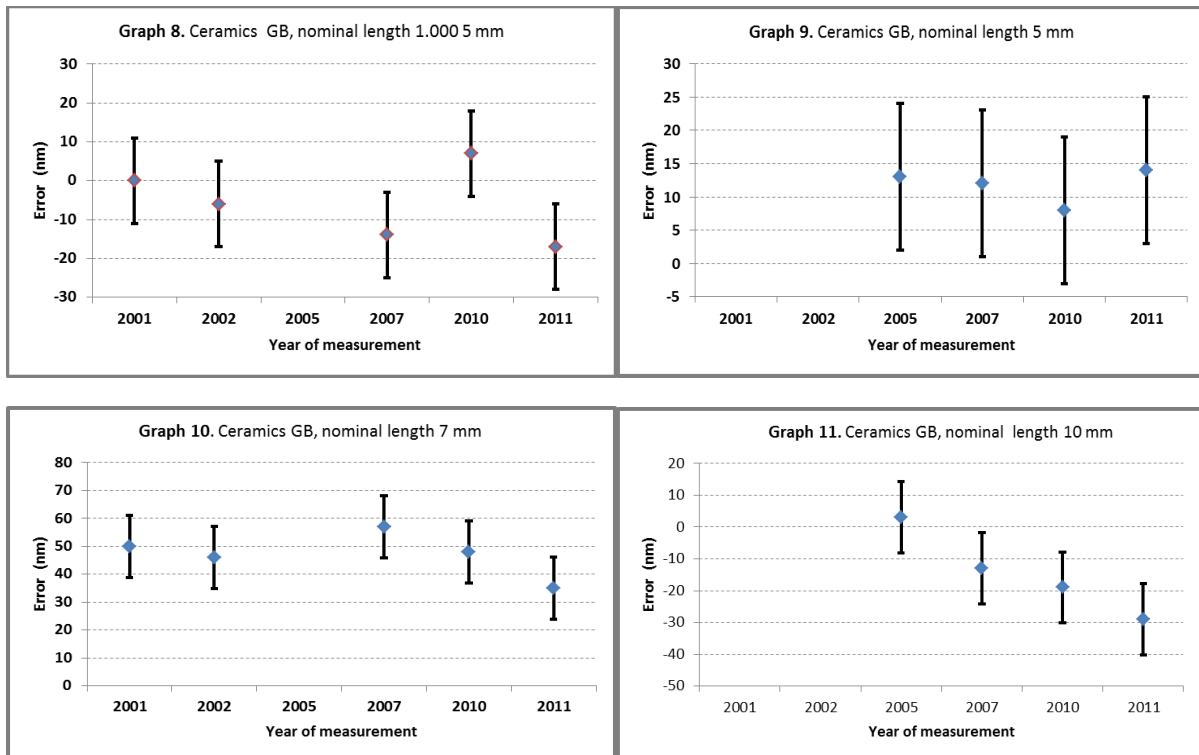 Graph 8. Ceramics GB, nominal length 1.000 5 mm
30
20
10
0
-10
-20
-30
Error (nm)
2001 2002 2005 2007 2010 2011
Year of measurement
Graph 9. Ceramics GB, nominal length 5 mm
30
25
20
15
10
5
0
-5
Error (nm)
2001 2002 2005 2007 2010 2011
Year of measurement
Graph 10. Ceramics GB, nominal length 7 mm
80
70
60
50
40
30
20
10
0
Error (nm)
2001 2002 2005 2007 2010 2011
Year of measurement
Graph 11. Ceramics GB, nominal length 10 mm
20
10
0
-10
-20
-30
-40
-50
Error (nm)
2001 2002 2005 2007 2010 2011
Year of measurement